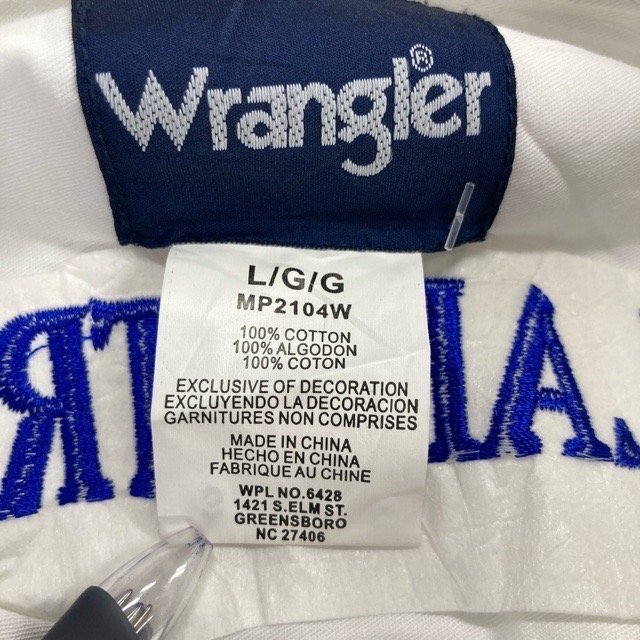 Wrangler®
L/G/G
MP2104W
100% COTTON
100% ALGODON
100% COTON
EXCLUSIVE OF DECORATION
EXCLUYENDO LA DECORACION
GARNITURES NON COMPRISES
MADE IN CHINA
HECHO EN CHINA
FABRIQUE AU CHINE
WPL NO.6428
1421 S.ELM ST.
GREENSBORO
NC 27406